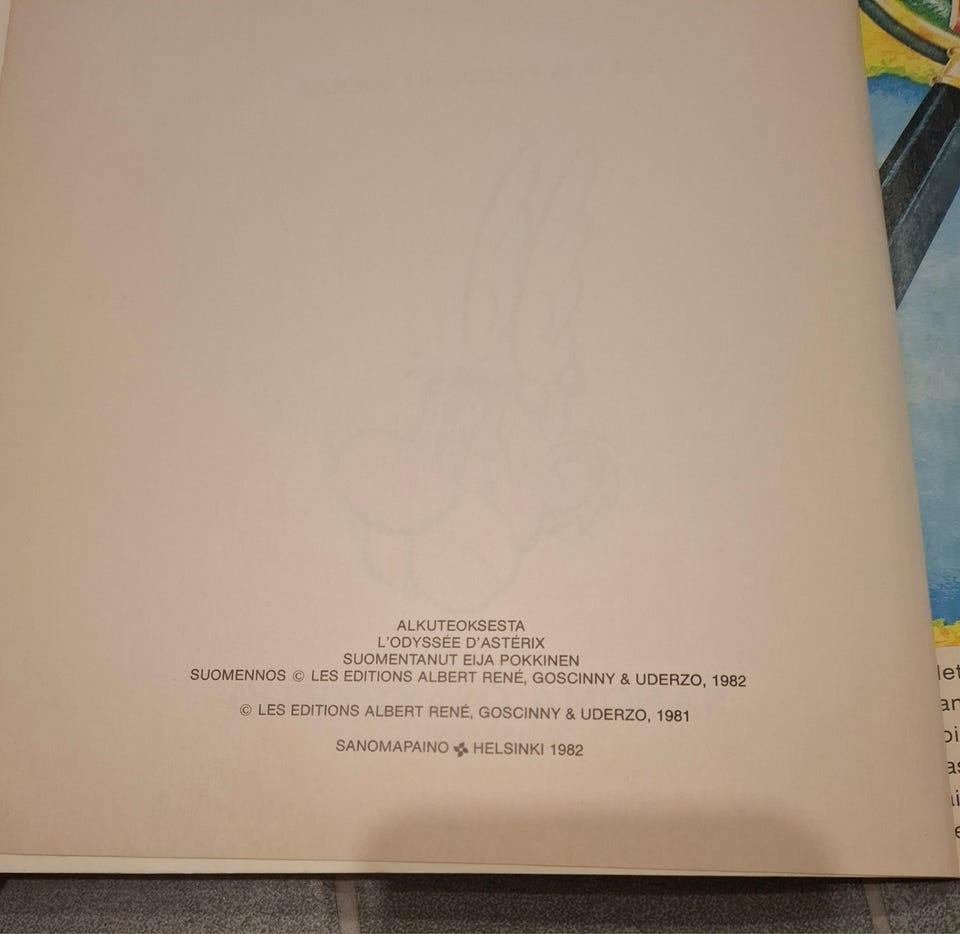 ALKUTEOKSESTA
L'ODYSSÉE D'ASTÉRIX
SUOMENTANUT EIJA POKKINEN
SUOMENNOS © LES EDITIONS ALBERT RENÉ, GOSCINNY & UDERZO, 1982
© LES EDITIONS ALBERT RENÉ, GOSCINNY & UDERZO, 1981
SANOMAPAINO HELSINKI 1982